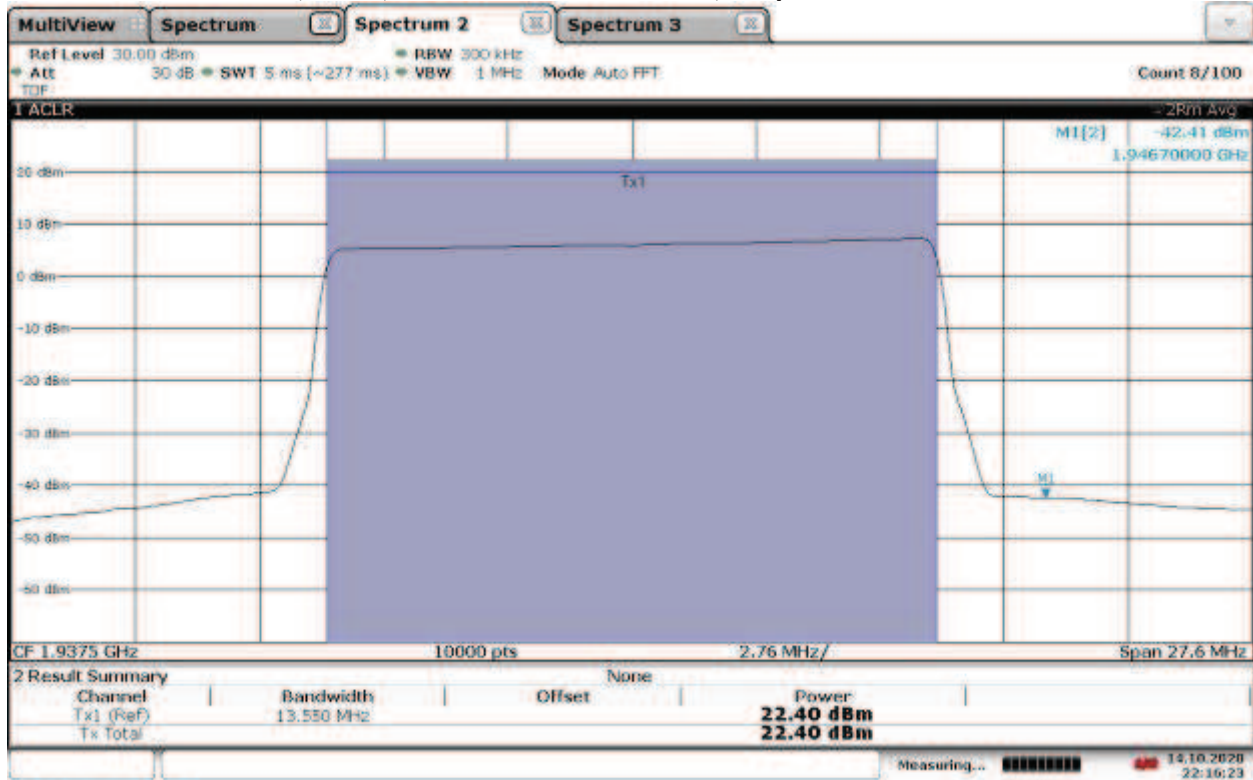 MultiView Spectrum Spectrum 2 Spectrum 3
Ref Level 30.00 dBm RBW 300 kHz
Att 30 dB SWT 5 ms (~277 ms) VBW 1 MHz Mode Auto FFT Count 8/100
TDF
1 ACLR 2Rm Avg
M1[2] -42.41 dBm
1.94670000 GHz
20 dBm
Tx1
10 dBm
0 dBm
-10 dBm
-20 dBm
-30 dBm
-40 dBm
M1
-50 dBm
-60 dBm
CF 1.9375 GHz 10000 pts 2.76 MHz/ Span 27.6 MHz
2 Result Summary None
Channel Bandwidth Offset Power
Tx1 (Ref) 13.550 MHz 22.40 dBm
Tx Total 22.40 dBm
Measuring... 14.10.2020
22:16:23